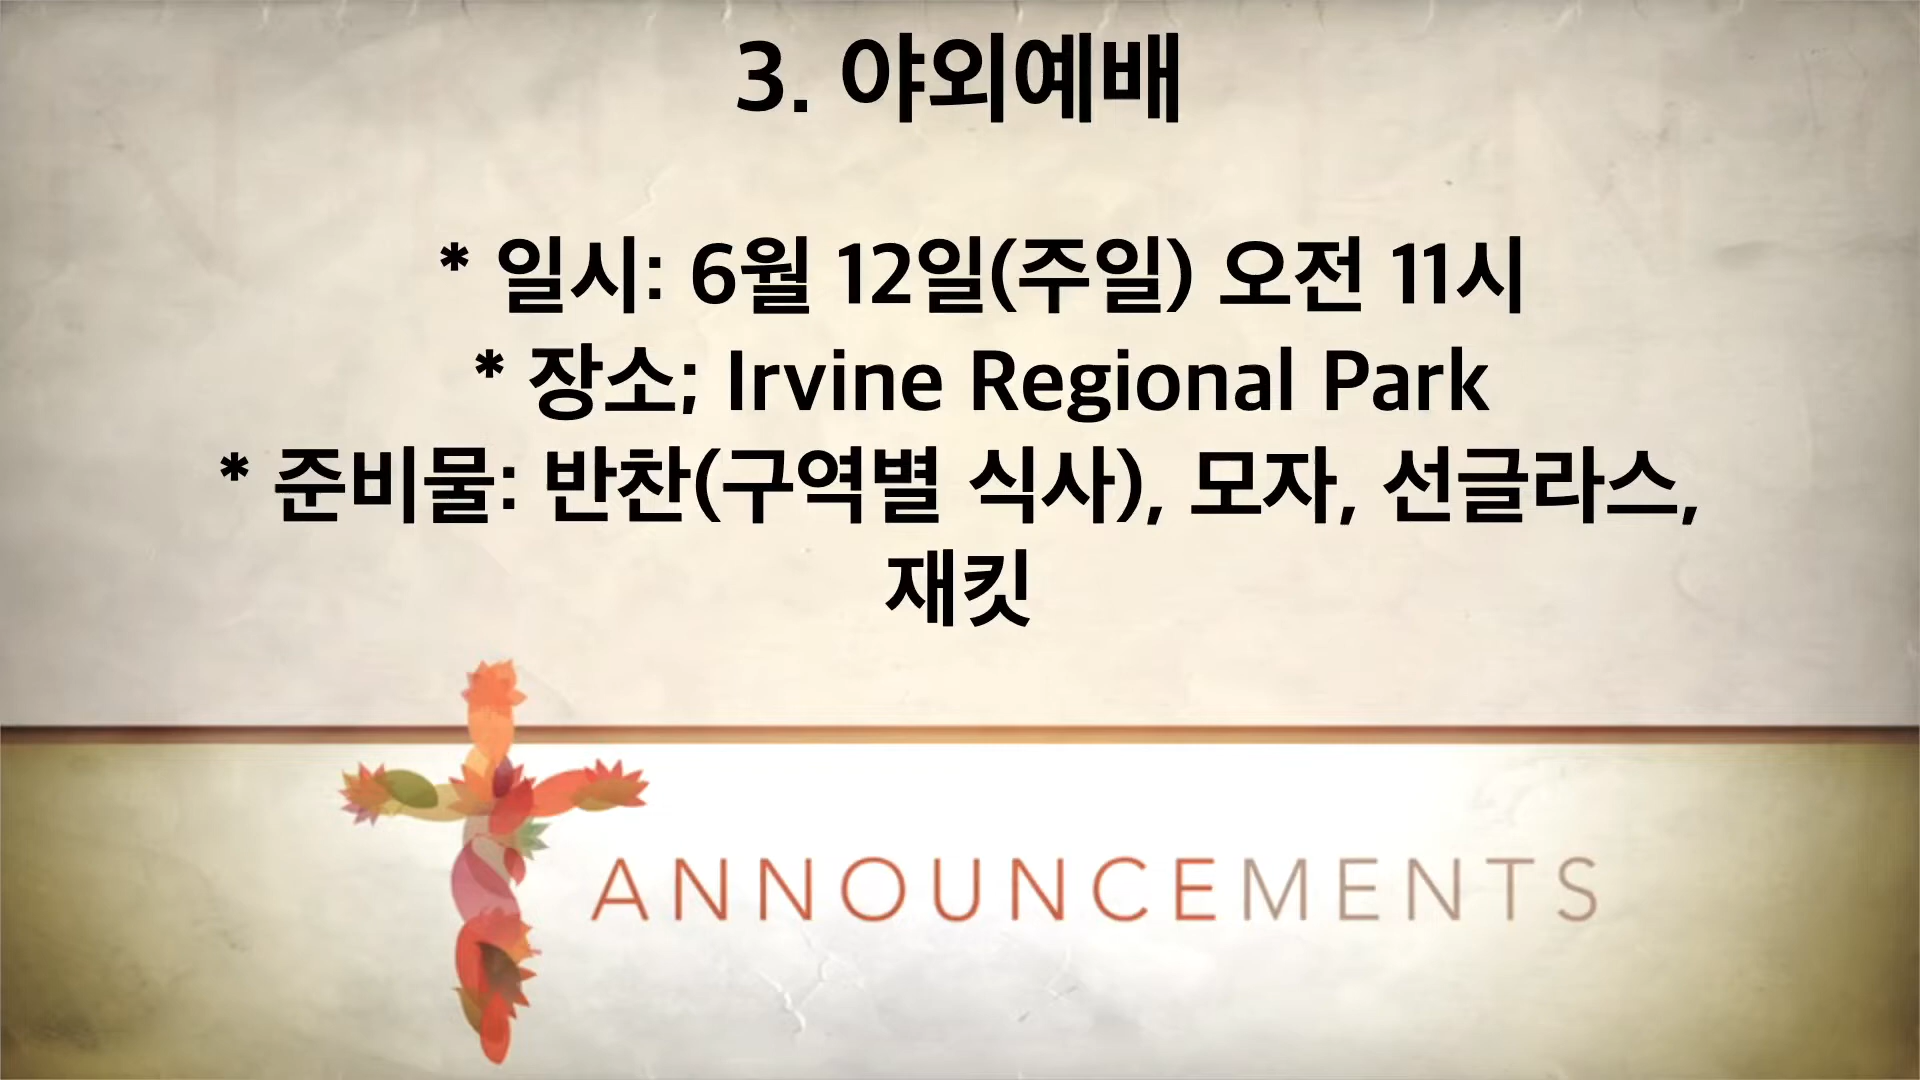 3. 야외예배
* 일시: 6월 12일(주일) 오전 11시
* 장소; Irvine Regional Park
* 준비물: 반찬(구역별 식사), 모자, 선글라스,
재킷
ANNOUNCEMENTS